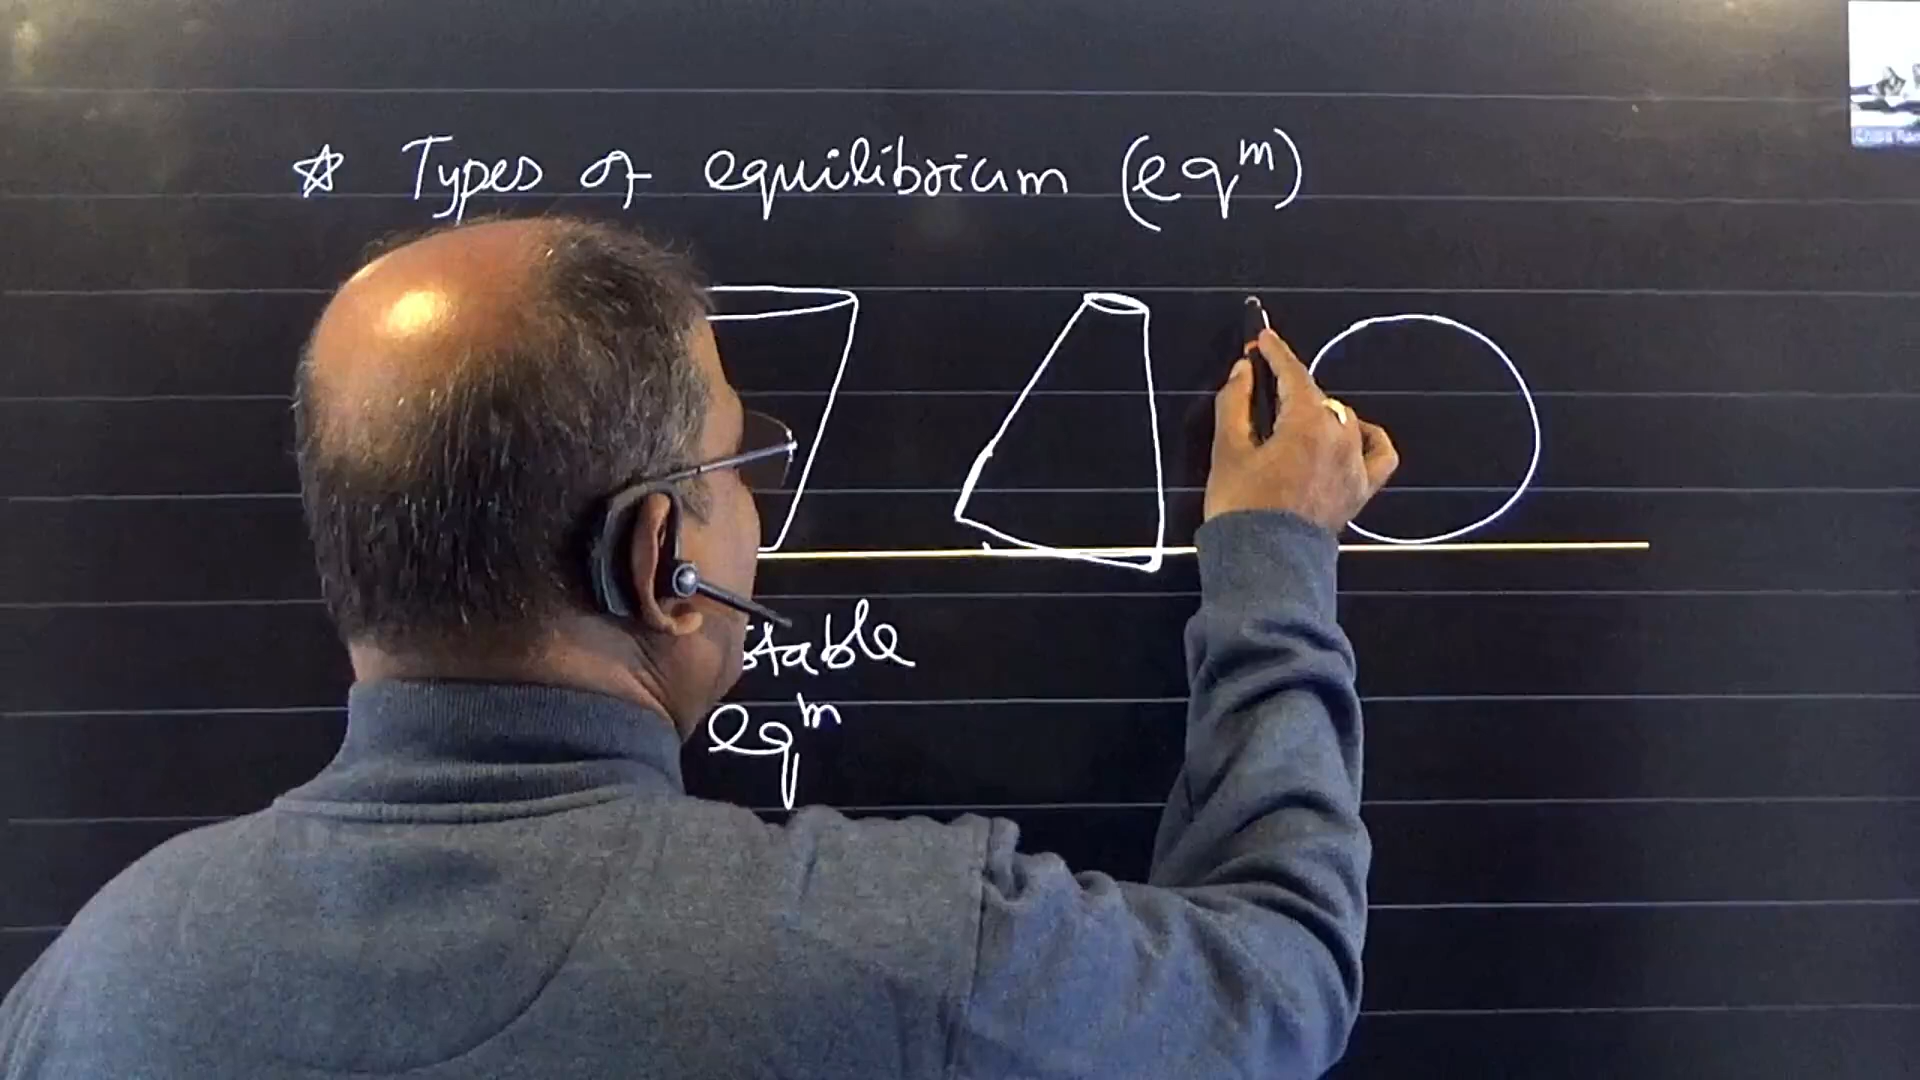 ☆ Types of equilibrium (eqᵐ)
stable
eqᵐ